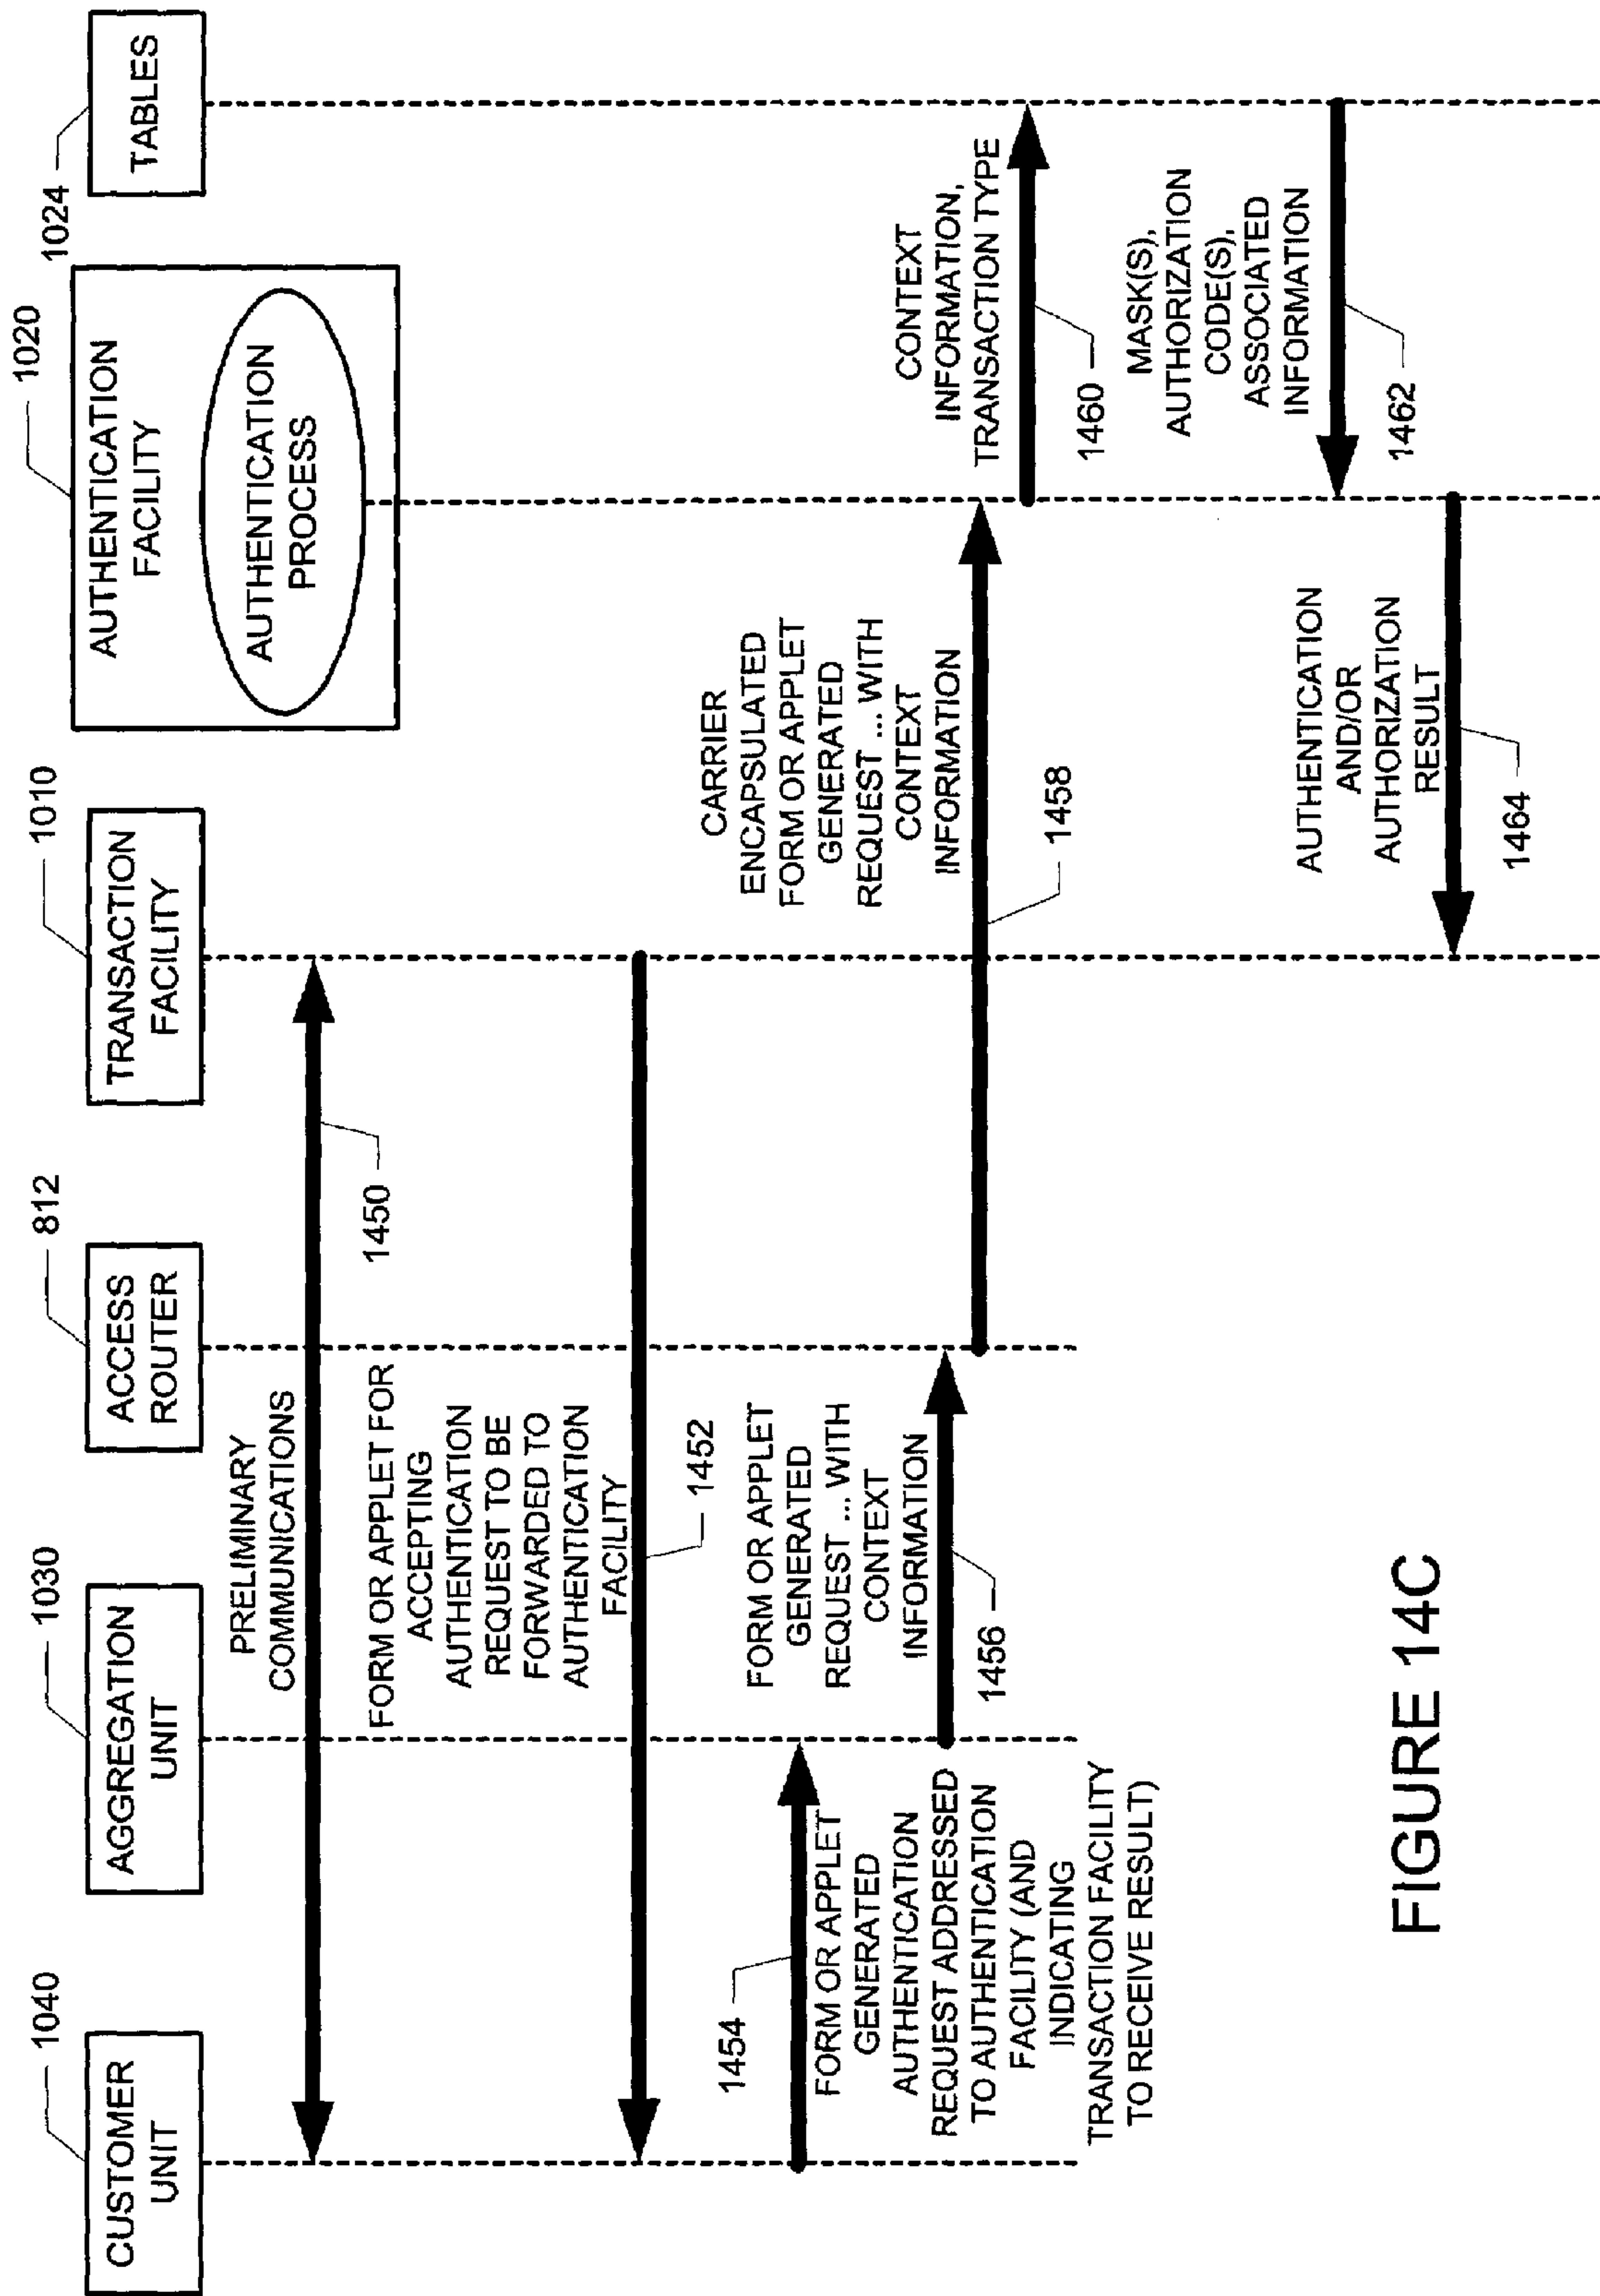 1040
CUSTOMER
UNIT
1030
AGGREGATION
UNIT
812
ACCESS
ROUTER
1010
TRANSACTION
FACILITY
1020
AUTHENTICATION
FACILITY
AUTHENTICATION
PROCESS
1024
TABLES
PRELIMINARY
COMMUNICATIONS
1450
FORM OR APPLET FOR
ACCEPTING
AUTHENTICATION
REQUEST TO BE
FORWARDED TO
AUTHENTICATION
FACILITY
1452
1454
FORM OR APPLET
GENERATED
AUTHENTICATION
REQUEST ADDRESSED
TO AUTHENTICATION
FACILITY (AND
INDICATING
TRANSACTION FACILITY
TO RECEIVE RESULT)
FORM OR APPLET
GENERATED
REQUEST ... WITH
CONTEXT
INFORMATION
1456
CARRIER
ENCAPSULATED
FORM OR APPLET
GENERATED
REQUEST ... WITH
CONTEXT
INFORMATION
1458
CONTEXT
INFORMATION,
TRANSACTION TYPE
1460
MASK(S),
AUTHORIZATION
CODE(S),
ASSOCIATED
INFORMATION
1462
AUTHENTICATION
AND/OR
AUTHORIZATION
RESULT
1464
FIGURE 14C